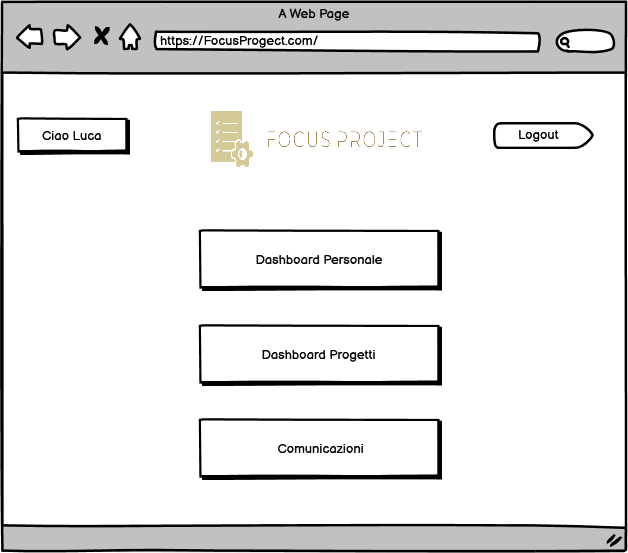 A Web Page
https://FocusProgect.com/
Ciao Luca
FOCUS PROJECT
Logout
Dashboard Personale
Dashboard Progetti
Comunicazioni